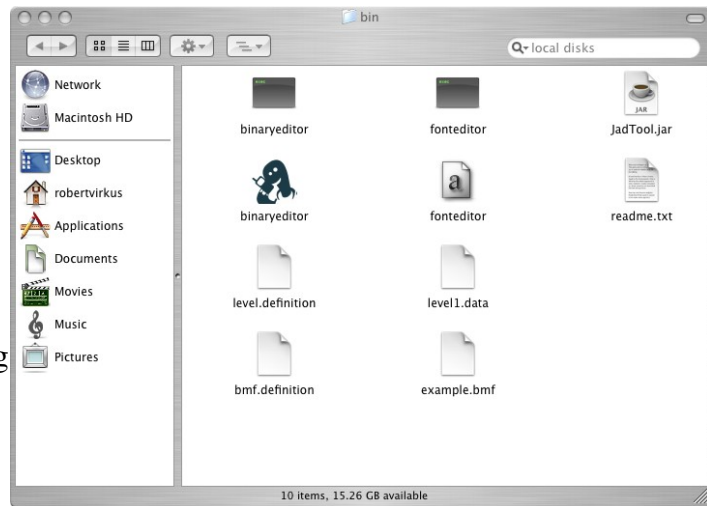 bin
local disks
Network
Macintosh HD
Desktop
robertvirkus
Applications
Documents
Movies
Music
Pictures
g
binaryeditor
fonteditor
JAR
JadTool.jar
binaryeditor
a
fonteditor
readme.txt
level.definition
level1.data
bmf.definition
example.bmf
10 items, 15.26 GB available